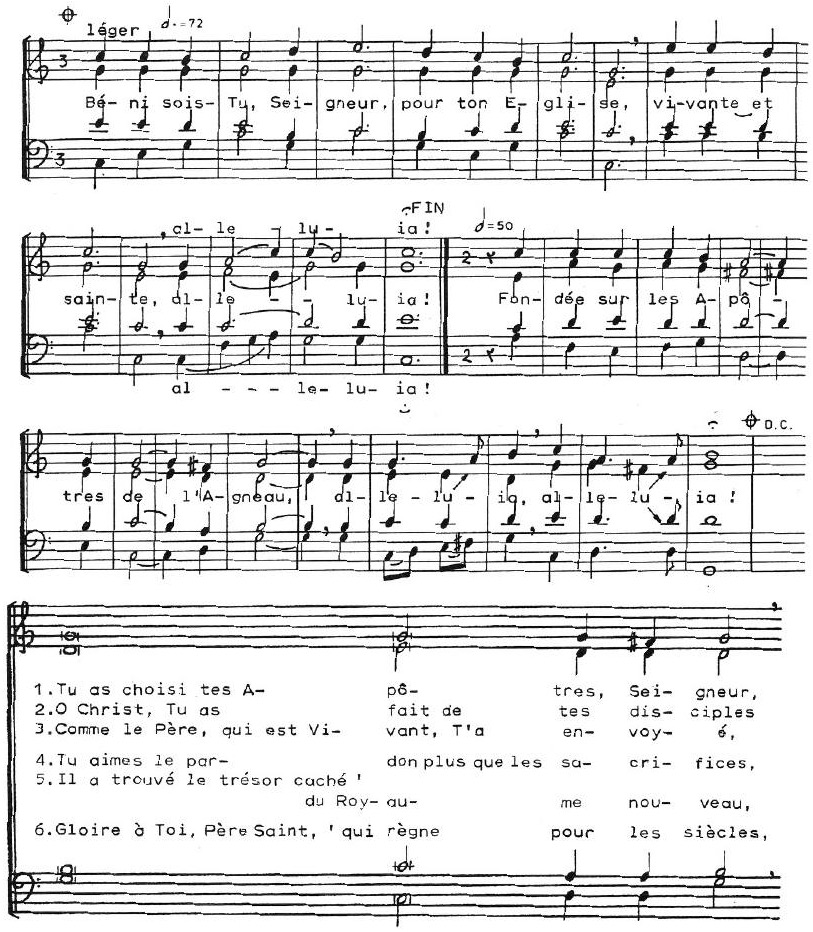 léger ♩.=72
3
Bé- ni sois- Tu, Sei- gneur, pour ton E- gli- se, vi-vante et
3
FIN
al- le - lu- ia! ♩=50
2
sain- te, al- le - - lu- ia! Fon- dée sur les A- pô -
2
al - - - le- lu- ia!
D.C.
tres de l'A- gneau, al- le - lu - ia, al- le- lu - ia !
1.Tu as choisi tes A- pô- tres, Sei- gneur,
2.O Christ, Tu as fait de tes dis- ciples
3.Comme le Père, qui est Vi- vant, T'a en- voy- é,
4.Tu aimes le par- don plus que les sa- cri- fices,
5.Il a trouvé le trésor caché '
du Roy- au- me nou- veau,
6.Gloire à Toi, Père Saint, ' qui règne pour les siècles,